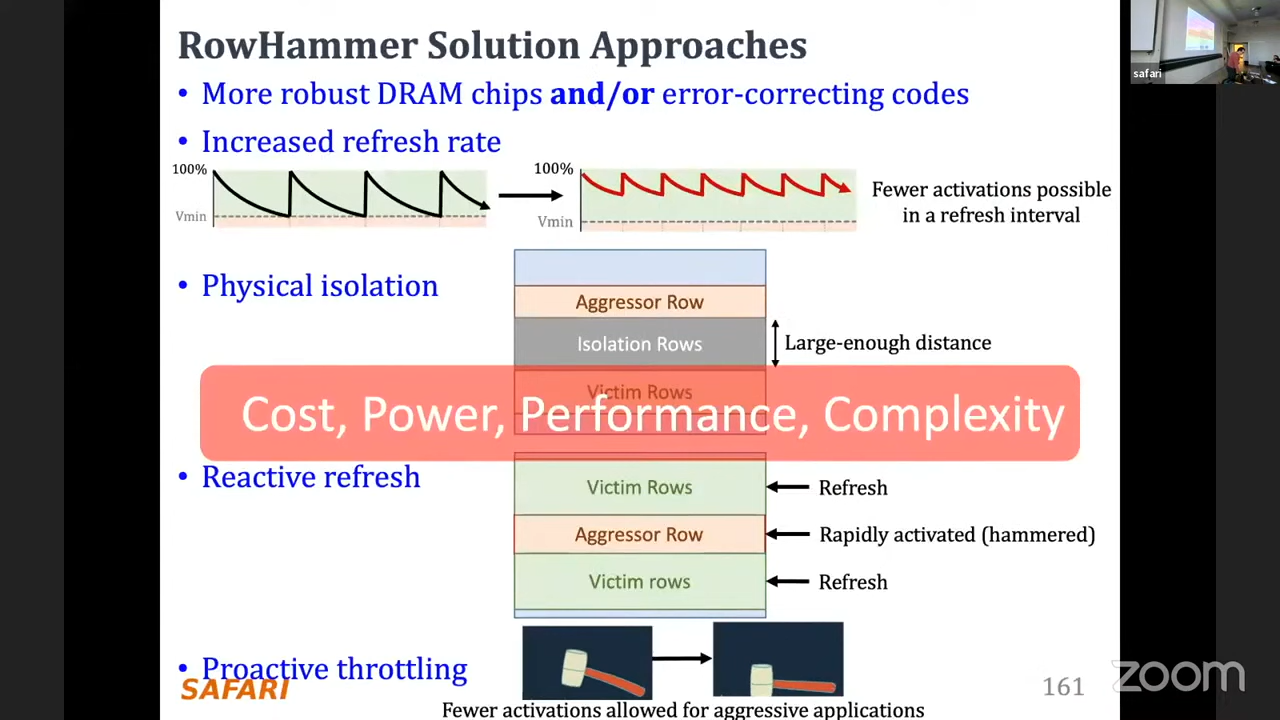 RowHammer Solution Approaches
• More robust DRAM chips and/or error-correcting codes
• Increased refresh rate
100%
Vmin
100%
Vmin
Fewer activations possible
in a refresh interval
• Physical isolation
Aggressor Row
Isolation Rows
Large-enough distance
Victim Rows
Cost, Power, Performance, Complexity
• Reactive refresh
Victim Rows
Refresh
Aggressor Row
Rapidly activated (hammered)
Victim rows
Refresh
• Proactive throttling
Fewer activations allowed for aggressive applications
SAFARI
161
zoom
safari